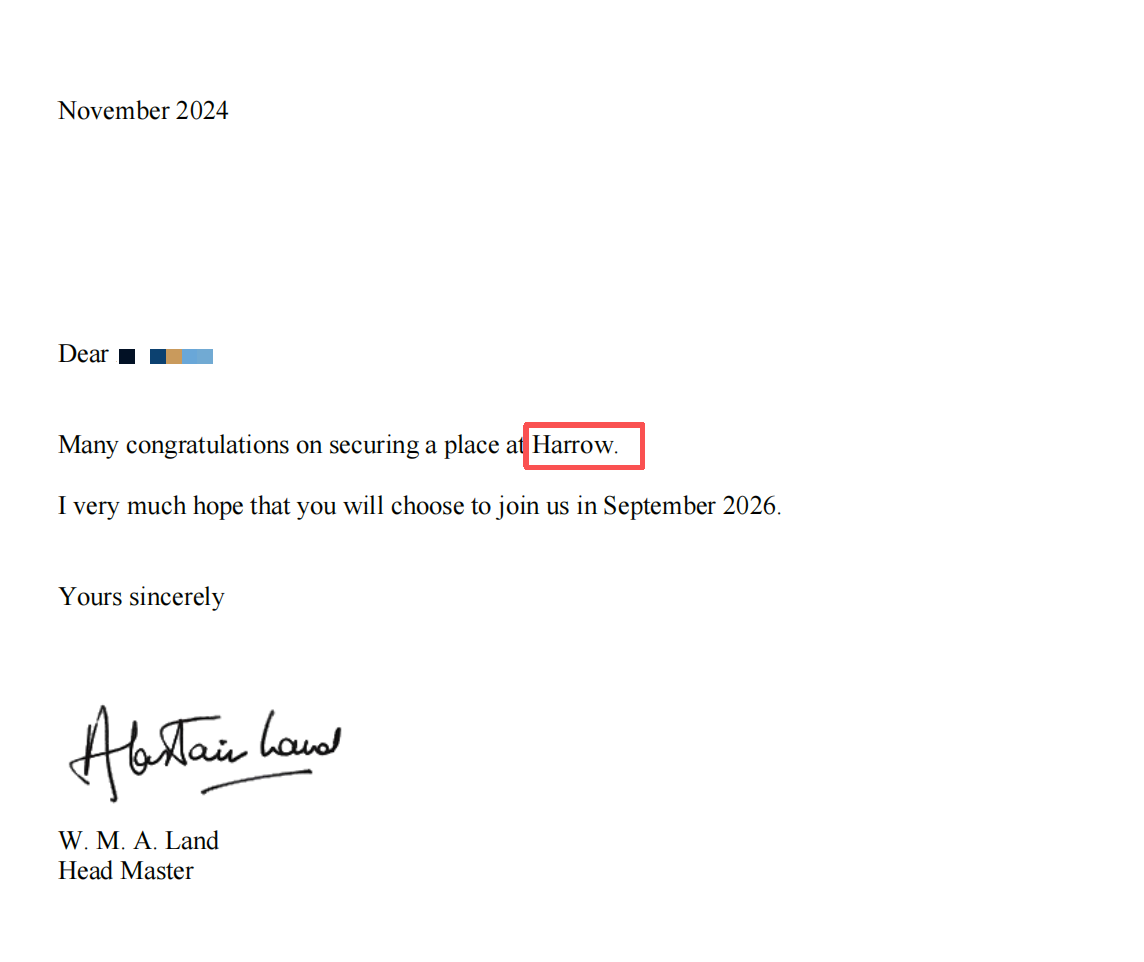 November 2024
Dear
Many congratulations on securing a place at Harrow.
I very much hope that you will choose to join us in September 2026.
Yours sincerely
Alastair Land
W. M. A. Land
Head Master